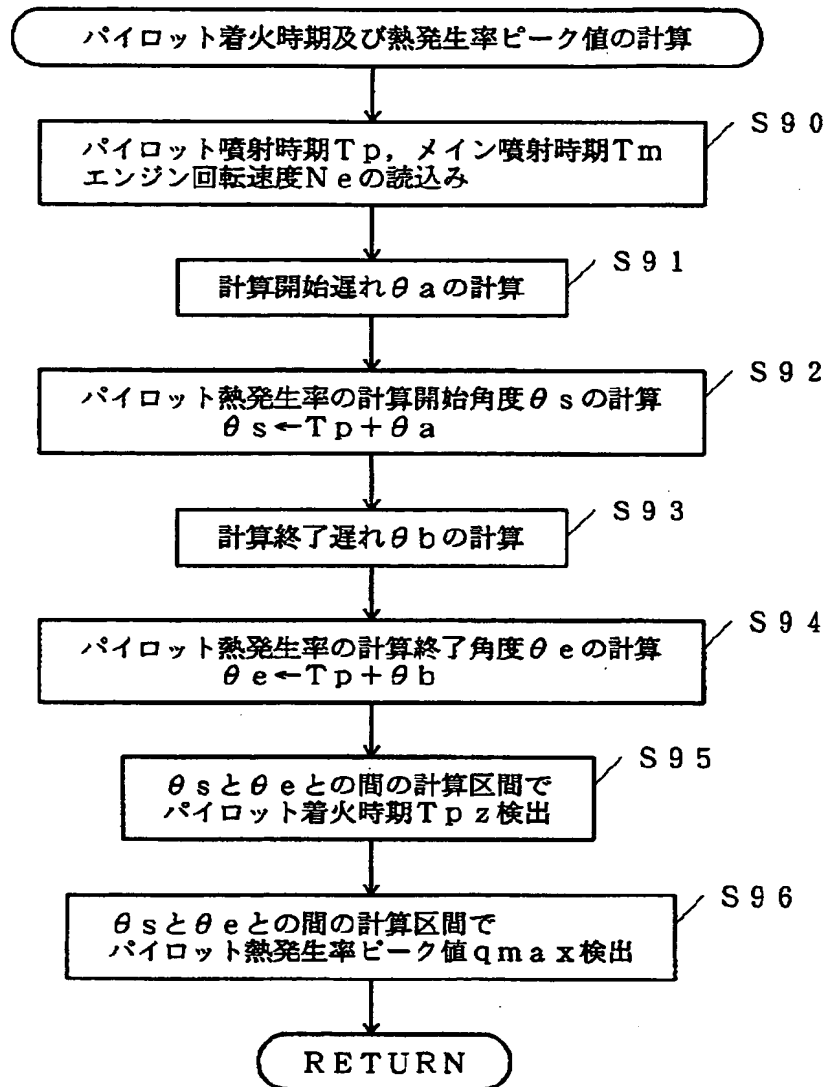 パイロット着火時期及び熱発生率ピーク値の計算
S90
パイロット噴射時期Tp,メイン噴射時期Tm
エンジン回転速度Neの読込み
S91
計算開始遅れθaの計算
S92
パイロット熱発生率の計算開始角度θsの計算
θs←Tp+θa
S93
計算終了遅れθbの計算
S94
パイロット熱発生率の計算終了角度θeの計算
θe←Tp+θb
S95
θsとθeとの間の計算区間で
パイロット着火時期Tpz検出
S96
θsとθeとの間の計算区間で
パイロット熱発生率ピーク値qmax検出
RETURN